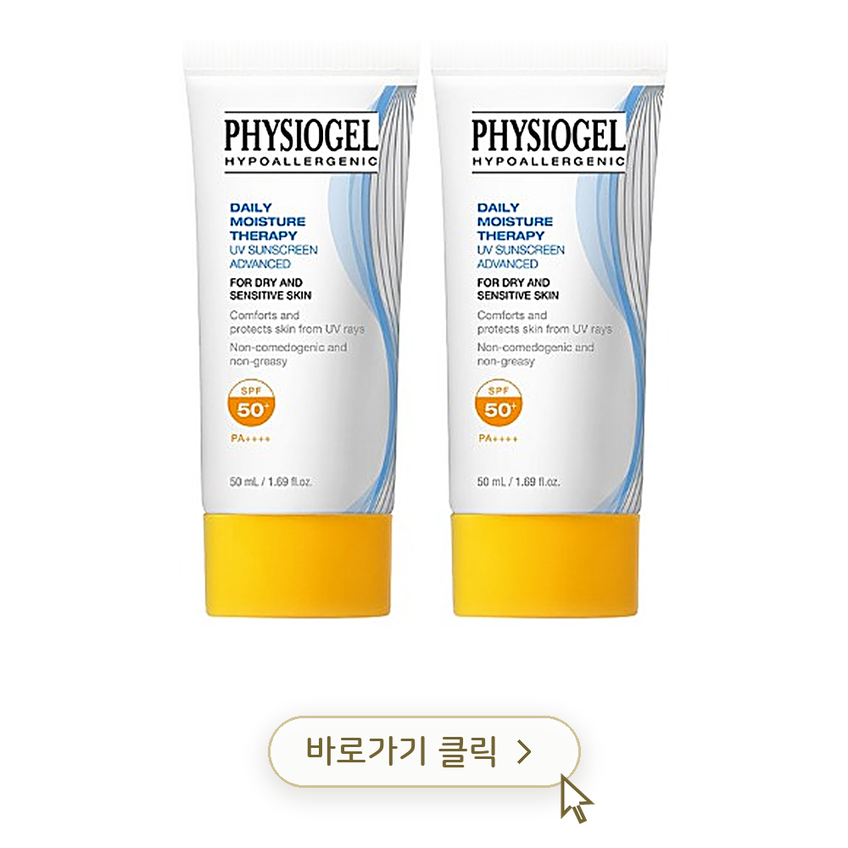 PHYSIOGEL
HYPOALLERGENIC
DAILY
MOISTURE
THERAPY
UV SUNSCREEN
ADVANCED
FOR DRY AND
SENSITIVE SKIN
Comforts and
protects skin from UV rays
Non-comedogenic and
non-greasy
SPF
50+
PA++++
50 mL / 1.69 fl.oz.
PHYSIOGEL
HYPOALLERGENIC
DAILY
MOISTURE
THERAPY
UV SUNSCREEN
ADVANCED
FOR DRY AND
SENSITIVE SKIN
Comforts and
protects skin from UV rays
Non-comedogenic and
non-greasy
SPF
50+
PA++++
50 mL / 1.69 fl.oz.
바로가기 클릭 >